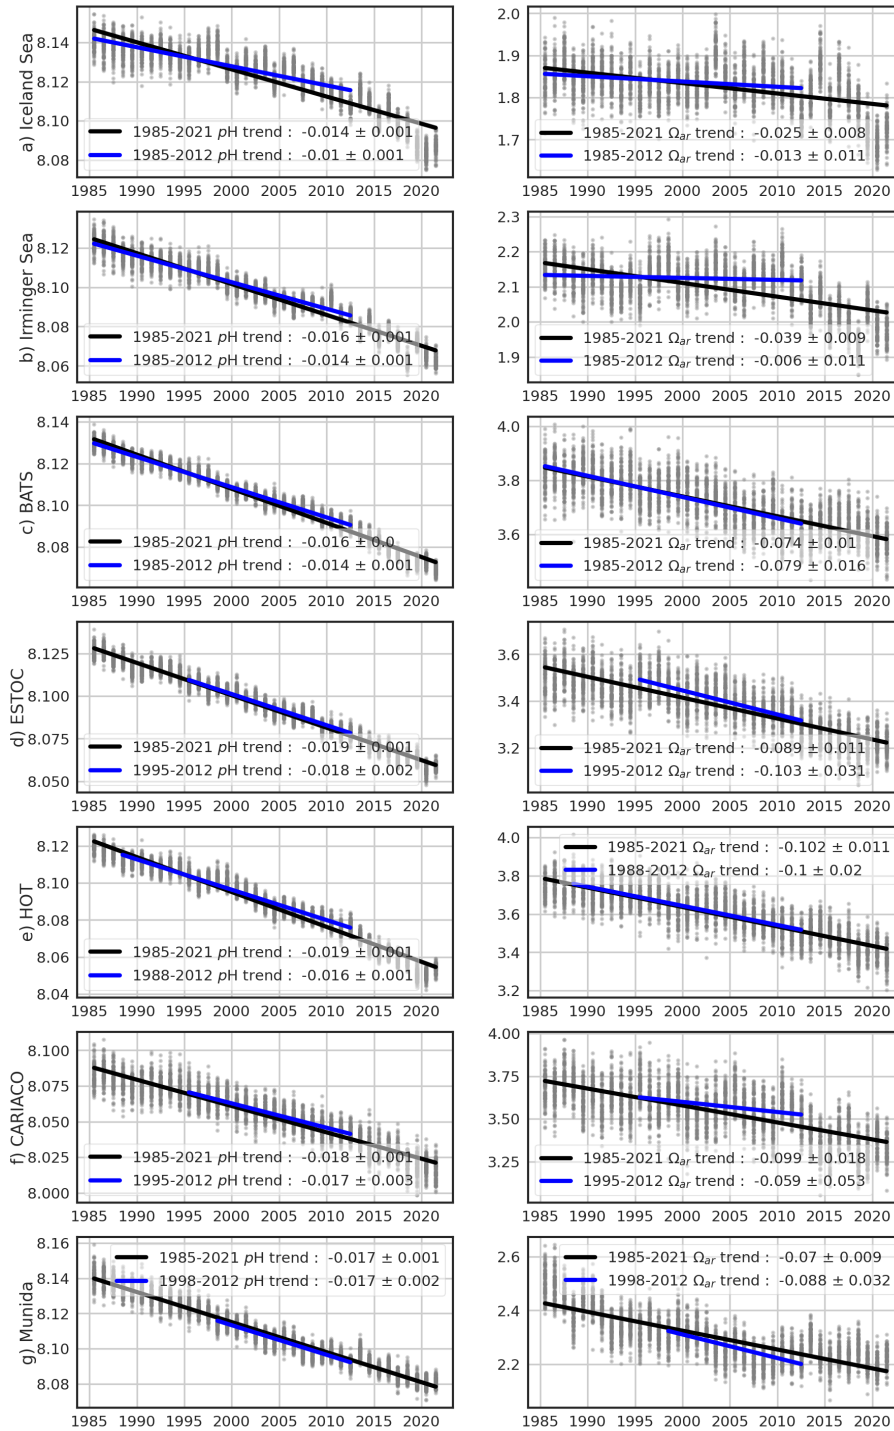 a) Iceland Sea
8.14
8.12
8.10
8.08
1985-2021 pH trend : -0.014 ± 0.001
1985-2012 pH trend : -0.01 ± 0.001
1985 1990 1995 2000 2005 2010 2015 2020
2.0
1.9
1.8
1.7
1985-2021 Ωar trend : -0.025 ± 0.008
1985-2012 Ωar trend : -0.013 ± 0.011
1985 1990 1995 2000 2005 2010 2015 2020
b) Irminger Sea
8.12
8.10
8.08
8.06
1985-2021 pH trend : -0.016 ± 0.001
1985-2012 pH trend : -0.014 ± 0.001
1985 1990 1995 2000 2005 2010 2015 2020
2.3
2.2
2.1
2.0
1.9
1985-2021 Ωar trend : -0.039 ± 0.009
1985-2012 Ωar trend : -0.006 ± 0.011
1985 1990 1995 2000 2005 2010 2015 2020
c) BATS
8.14
8.12
8.10
8.08
1985-2021 pH trend : -0.016 ± 0.0
1985-2012 pH trend : -0.014 ± 0.001
1985 1990 1995 2000 2005 2010 2015 2020
4.0
3.8
3.6
1985-2021 Ωar trend : -0.074 ± 0.01
1985-2012 Ωar trend : -0.079 ± 0.016
1985 1990 1995 2000 2005 2010 2015 2020
d) ESTOC
8.125
8.100
8.075
8.050
1985-2021 pH trend : -0.019 ± 0.001
1995-2012 pH trend : -0.018 ± 0.002
1985 1990 1995 2000 2005 2010 2015 2020
3.6
3.4
3.2
1985-2021 Ωar trend : -0.089 ± 0.011
1995-2012 Ωar trend : -0.103 ± 0.031
1985 1990 1995 2000 2005 2010 2015 2020
e) HOT
8.12
8.10
8.08
8.06
8.04
1985-2021 pH trend : -0.019 ± 0.001
1988-2012 pH trend : -0.016 ± 0.001
1985 1990 1995 2000 2005 2010 2015 2020
4.0
3.8
3.6
3.4
3.2
1985-2021 Ωar trend : -0.102 ± 0.011
1988-2012 Ωar trend : -0.1 ± 0.02
1985 1990 1995 2000 2005 2010 2015 2020
f) CARIACO
8.100
8.075
8.050
8.025
8.000
1985-2021 pH trend : -0.018 ± 0.001
1995-2012 pH trend : -0.017 ± 0.003
1985 1990 1995 2000 2005 2010 2015 2020
4.00
3.75
3.50
3.25
1985-2021 Ωar trend : -0.099 ± 0.018
1995-2012 Ωar trend : -0.059 ± 0.053
1985 1990 1995 2000 2005 2010 2015 2020
g) Munida
8.16
8.14
8.12
8.10
8.08
1985-2021 pH trend : -0.017 ± 0.001
1998-2012 pH trend : -0.017 ± 0.002
1985 1990 1995 2000 2005 2010 2015 2020
2.6
2.4
2.2
1985-2021 Ωar trend : -0.07 ± 0.009
1998-2012 Ωar trend : -0.088 ± 0.032
1985 1990 1995 2000 2005 2010 2015 2020